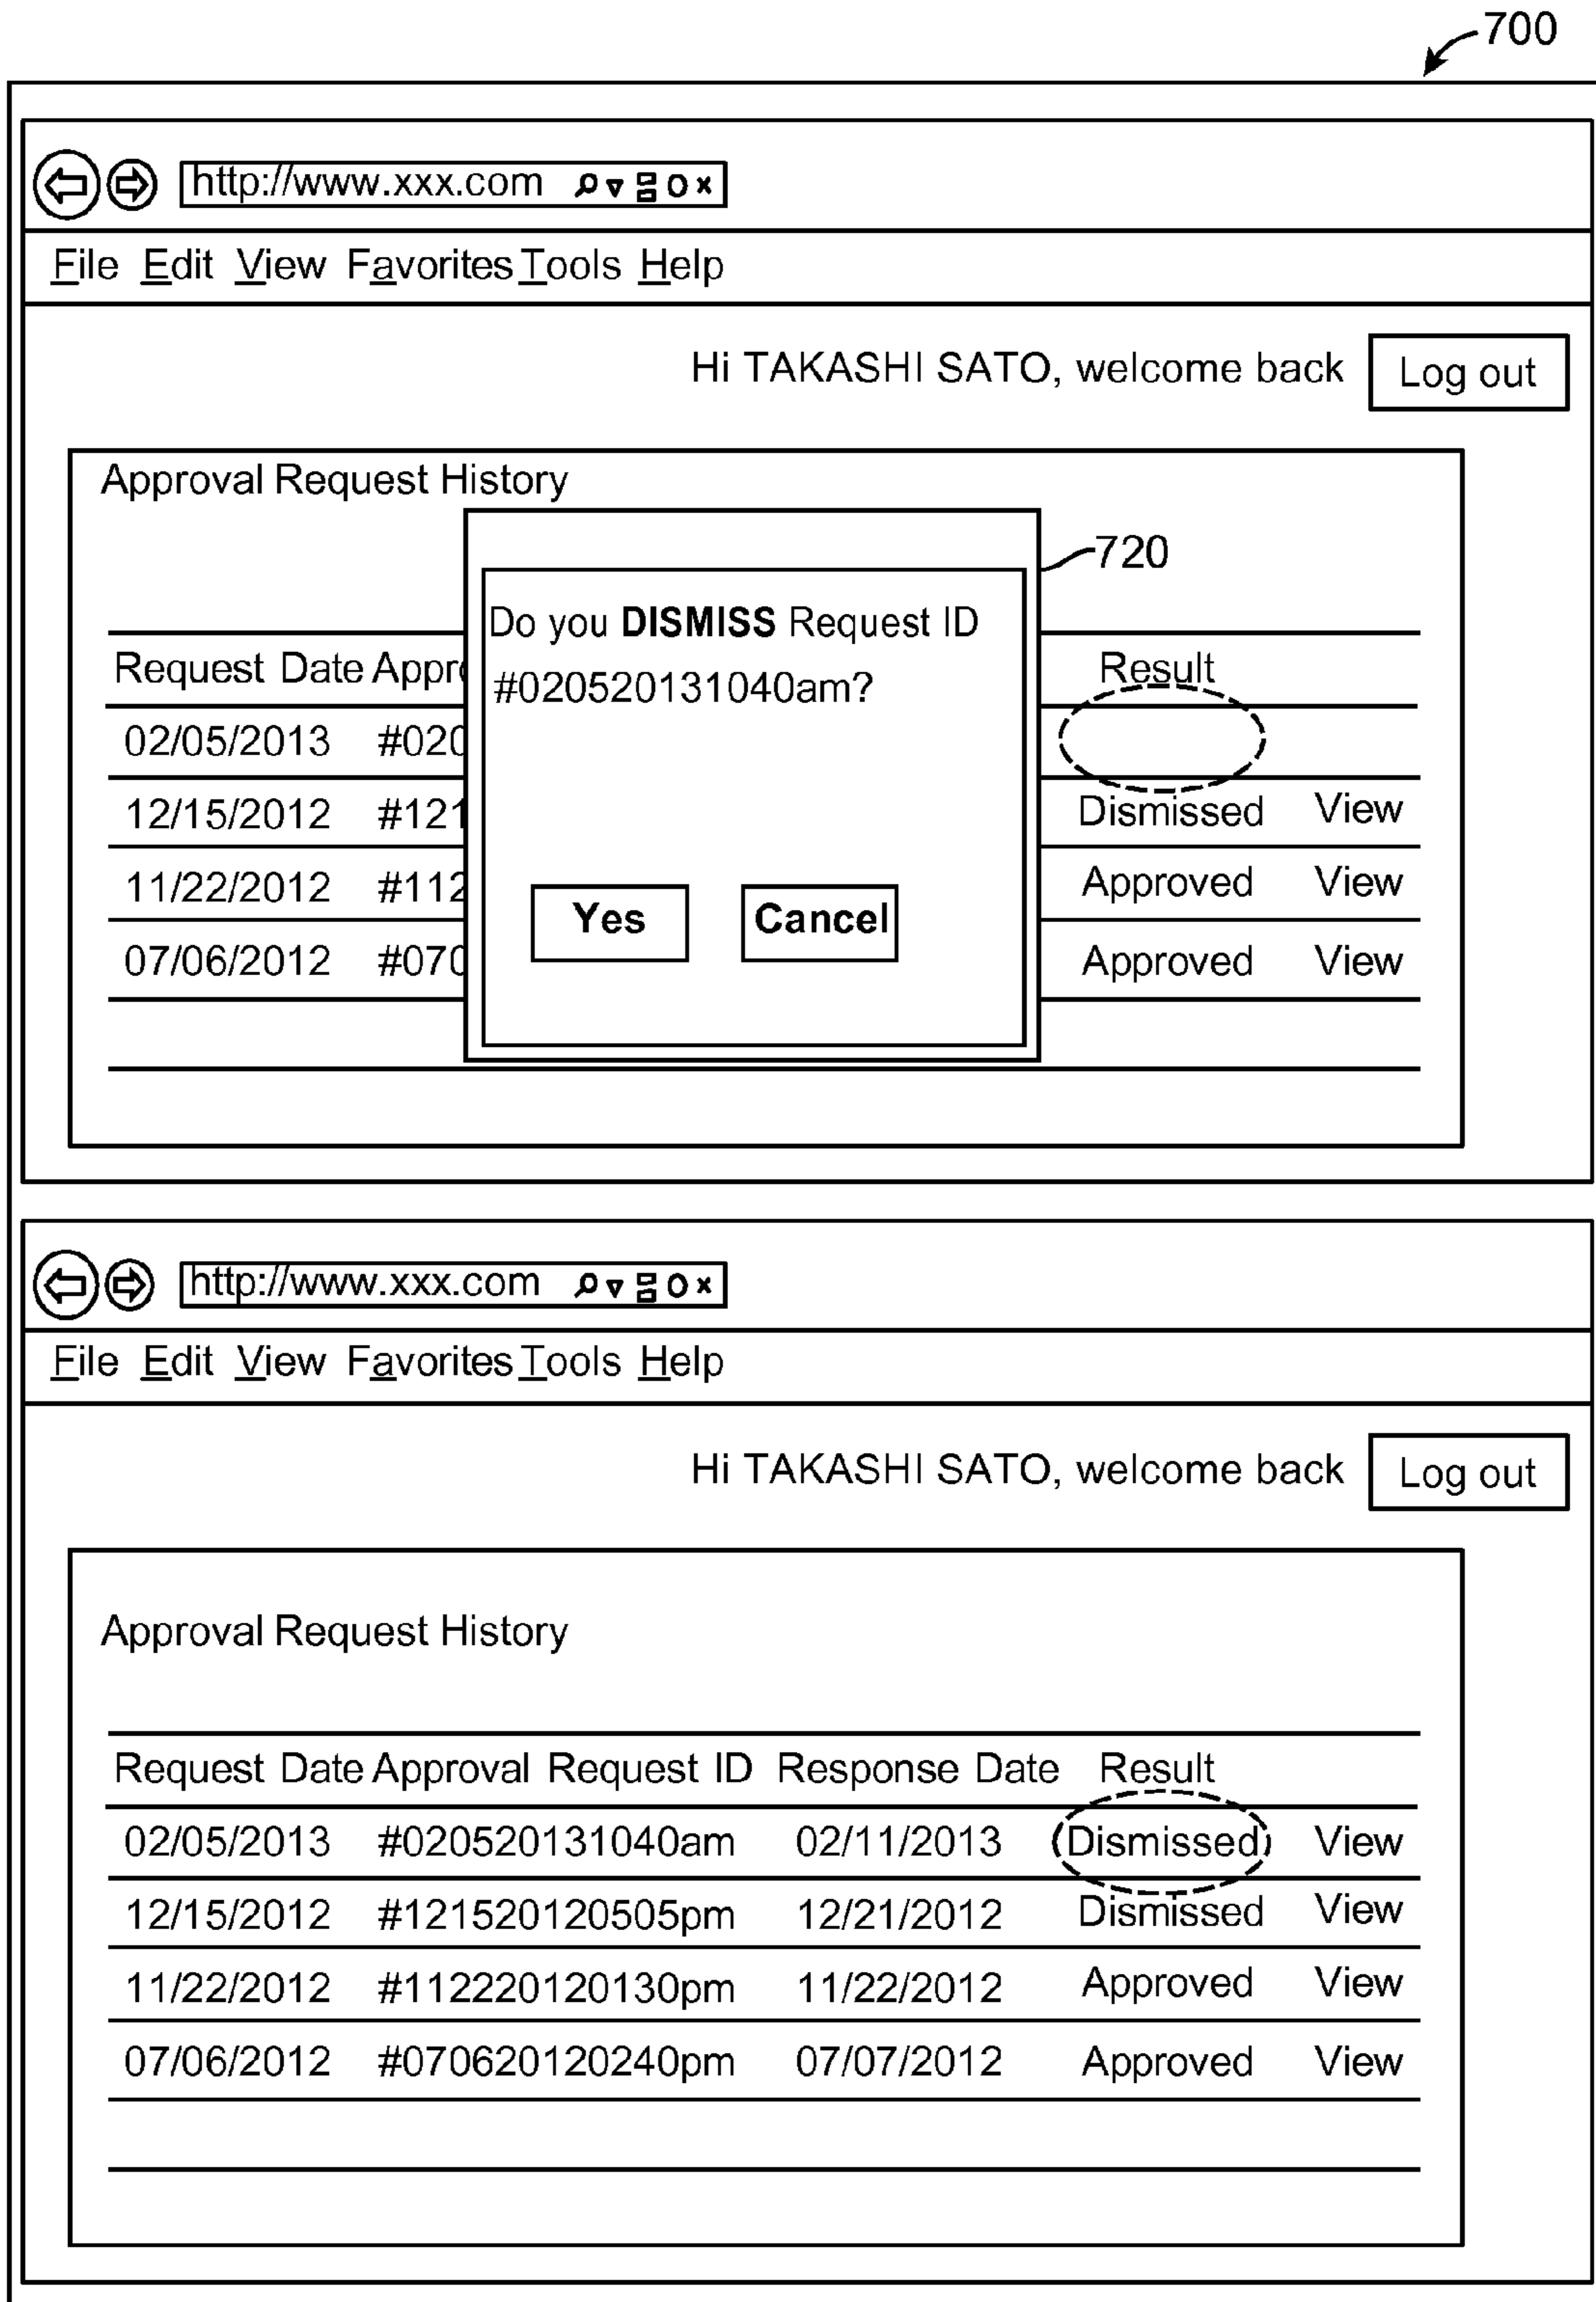 700
http://www.xxx.com
File Edit View Favorites Tools Help
Hi TAKASHI SATO, welcome back Log out
Approval Request History
720
Do you DISMISS Request ID
#020520131040am?
Request Date Appr Result
02/05/2013 #020
12/15/2012 #121 Dismissed View
11/22/2012 #112 Approved View
Yes Cancel
07/06/2012 #070 Approved View
http://www.xxx.com
File Edit View Favorites Tools Help
Hi TAKASHI SATO, welcome back Log out
Approval Request History
Request Date Approval Request ID Response Date Result
02/05/2013 #020520131040am 02/11/2013 Dismissed View
12/15/2012 #121520120505pm 12/21/2012 Dismissed View
11/22/2012 #112220120130pm 11/22/2012 Approved View
07/06/2012 #070620120240pm 07/07/2012 Approved View